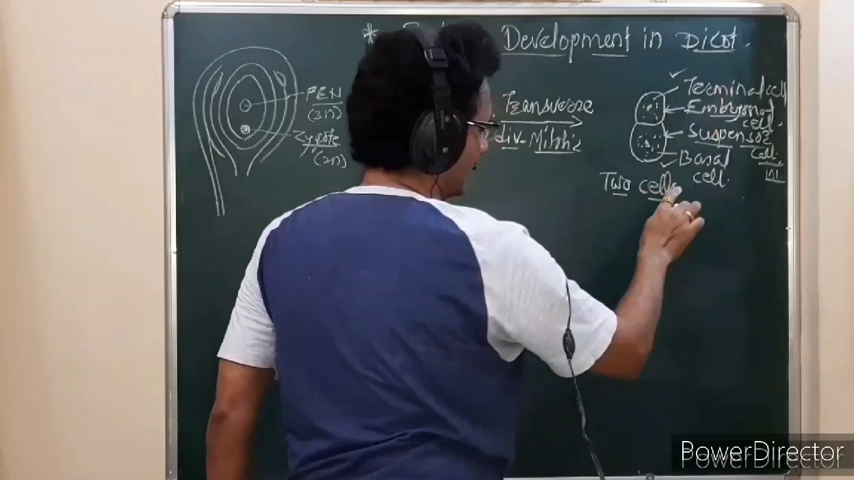 * Development in Dicot.
PEN
(3n)
Zygote
(2n)
Transverse
div. Mitotic
Terminal cell
Embryonal
cell.
Suspensor
cell.
Basal
cell.
Two cell
PowerDirector